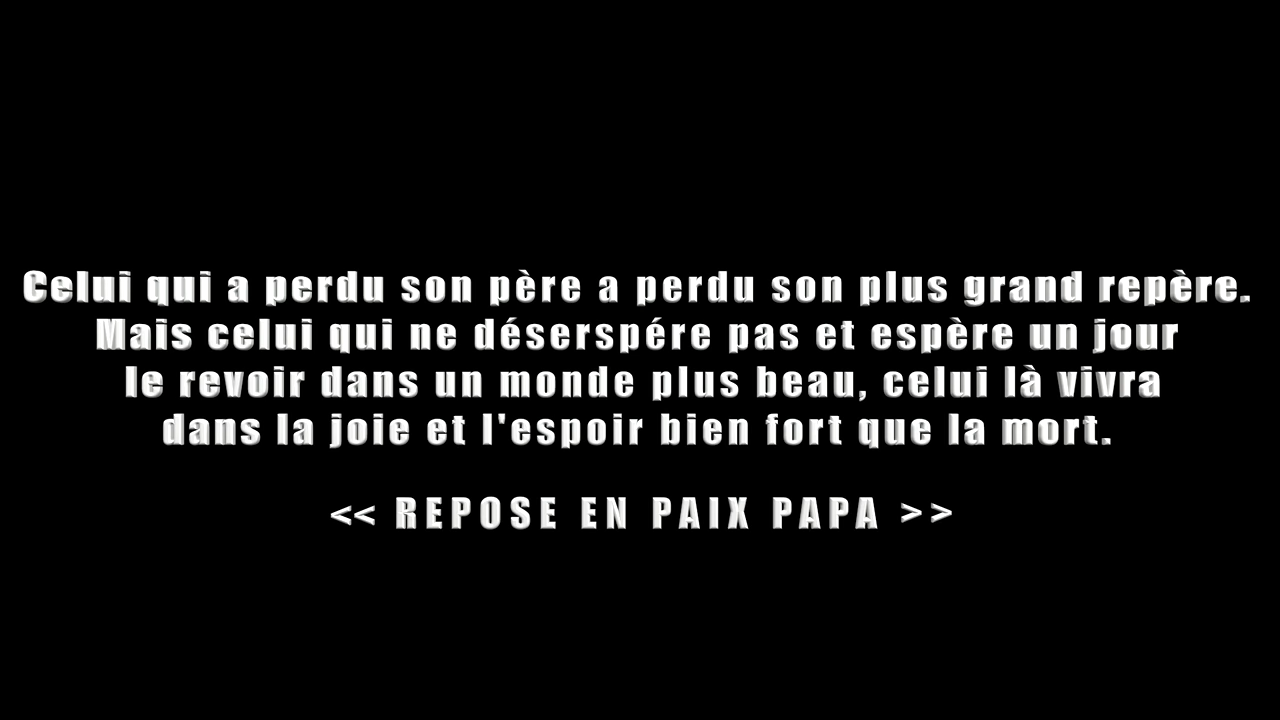 Celui qui a perdu son père a perdu son plus grand repère.
Mais celui qui ne déserspére pas et espère un jour
le revoir dans un monde plus beau, celui là vivra
dans la joie et l'espoir bien fort que la mort.
<< REPOSE EN PAIX PAPA >>